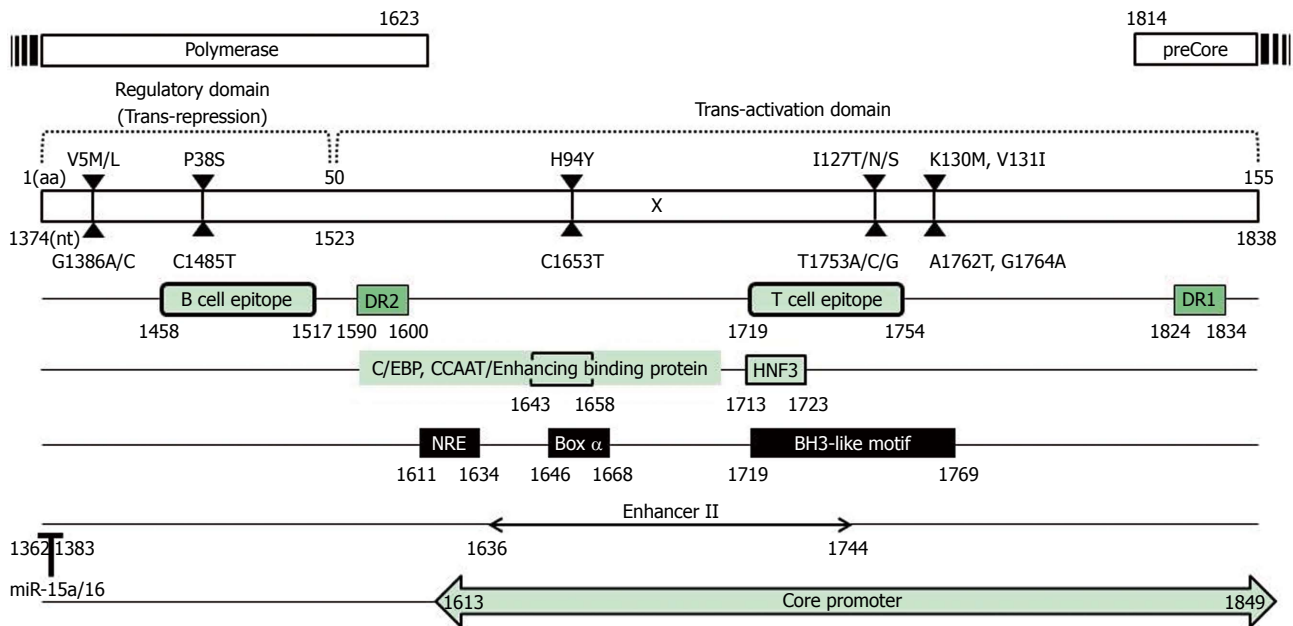 1623 1814
Polymerase preCore
Regulatory domain
(Trans-repression)
Trans-activation domain
V5M/L P38S H94Y I127T/N/S K130M, V131I
1(aa) 50 155
X
1374(nt) 1523 1838
G1386A/C C1485T C1653T T1753A/C/G A1762T, G1764A
B cell epitope DR2 T cell epitope DR1
1458 1517 1590 1600 1719 1754 1824 1834
C/EBP, CCAAT/Enhancing binding protein HNF3
1643 1658 1713 1723
NRE Box α BH3-like motif
1611 1634 1646 1668 1719 1769
Enhancer II
1362 1383 1636 1744
miR-15a/16
1613 Core promoter 1849